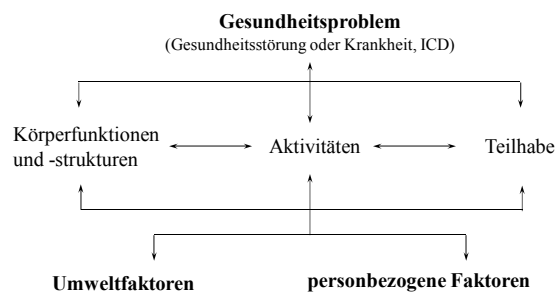 Gesundheitsproblem
(Gesundheitsstörung oder Krankheit, ICD)
Körperfunktionen
und -strukturen
Aktivitäten
Teilhabe
Umweltfaktoren
personbezogene Faktoren